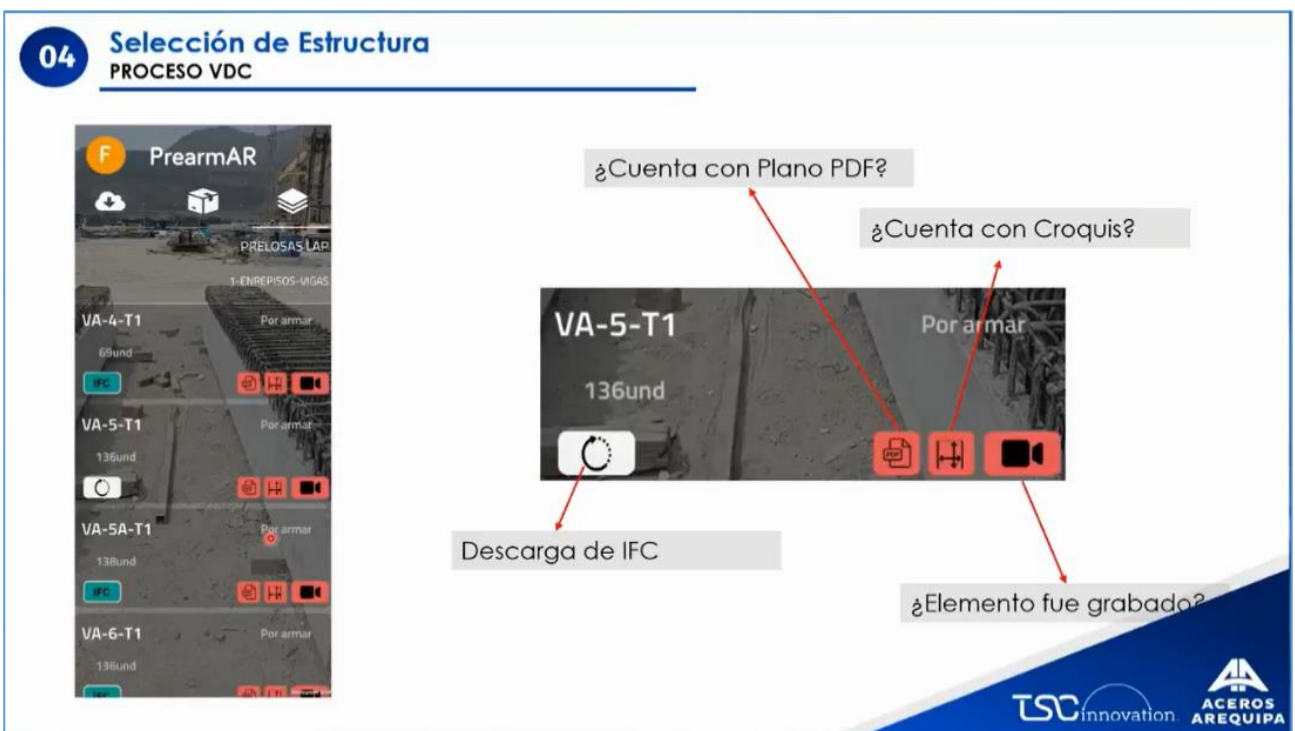 04
Selección de Estructura
PROCESO VDC
F
PrearmAR
PRELOSAS LAP
1-ENREPISOS-VIGAS
VA-4-T1
Por armar
69und
IFC
VA-5-T1
Por armar
136und
VA-5A-T1
Por armar
138und
IFC
VA-6-T1
Por armar
136und
IFC
¿Cuenta con Plano PDF?
¿Cuenta con Croquis?
VA-5-T1
Por armar
136und
PDF
Descarga de IFC
¿Elemento fue grabado?
TSC innovation.
ACEROS
AREQUIPA